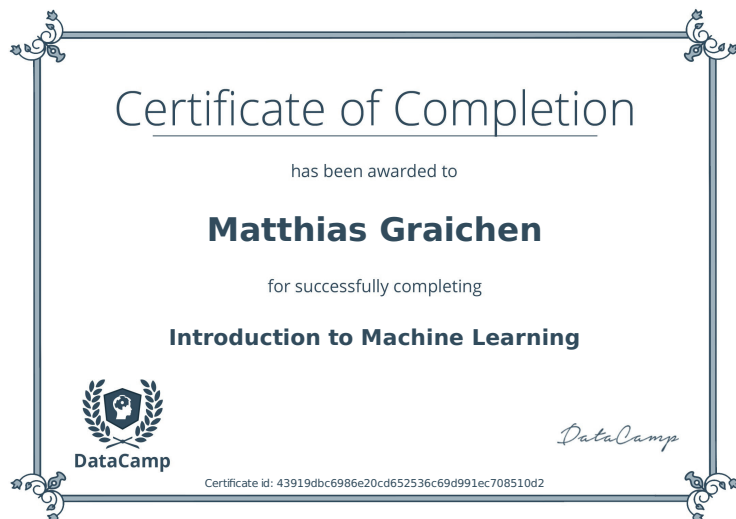 Certificate of Completion
has been awarded to
Matthias Graichen
for successfully completing
Introduction to Machine Learning
DataCamp
DataCamp
Certificate id: 43919dbc6986e20cd652536c69d991ec708510d2